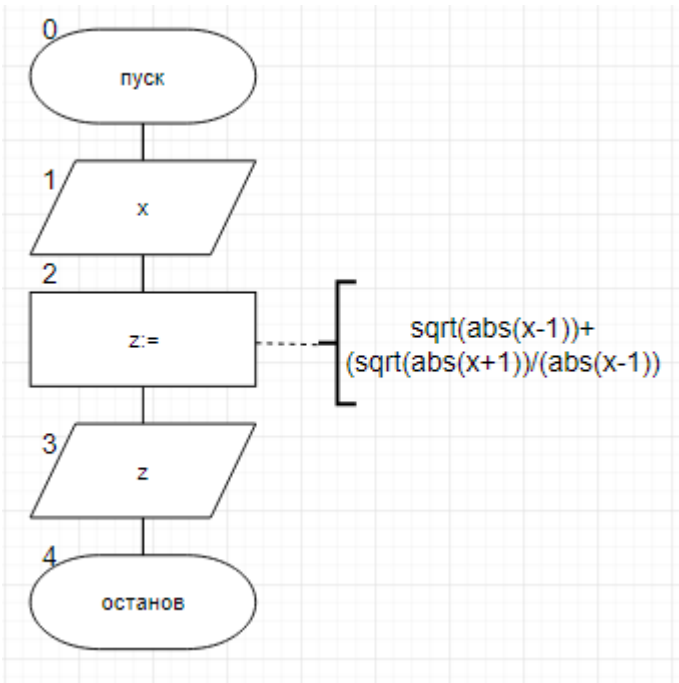 0
пуск
1
x
2
z:=
sqrt(abs(x-1))+
(sqrt(abs(x+1))/(abs(x-1))
3
z
4
останов